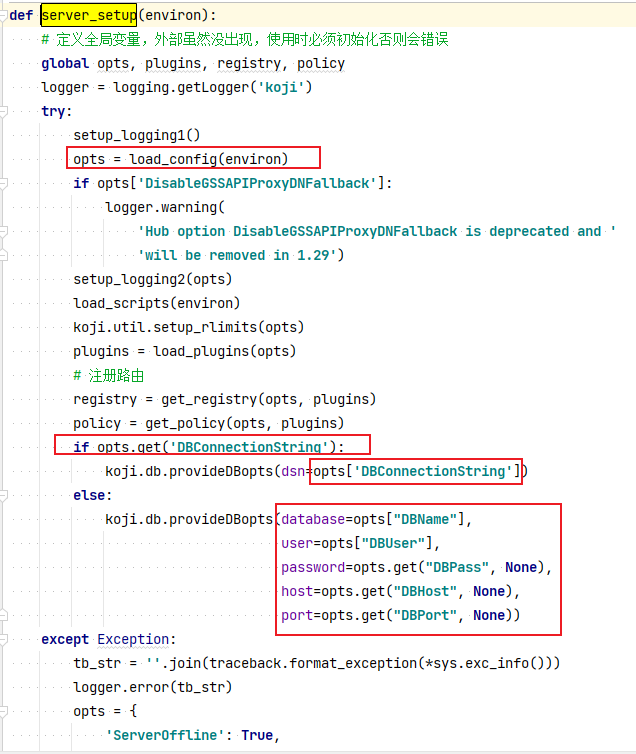 def server_setup(environ):
# 定义全局变量，外部虽然没出现，使用时必须初始化否则会错误
global opts, plugins, registry, policy
logger = logging.getLogger('koji')
try:
setup_logging1()
opts = load_config(environ)
if opts['DisableGSSAPIProxyDNFallback']:
logger.warning(
'Hub option DisableGSSAPIProxyDNFallback is deprecated and '
'will be removed in 1.29')
setup_logging2(opts)
load_scripts(environ)
koji.util.setup_rlimits(opts)
plugins = load_plugins(opts)
# 注册路由
registry = get_registry(opts, plugins)
policy = get_policy(opts, plugins)
if opts.get('DBConnectionString'):
koji.db.provideDBopts(dsn=opts['DBConnectionString'])
else:
koji.db.provideDBopts(database=opts["DBName"],
user=opts["DBUser"],
password=opts.get("DBPass", None),
host=opts.get("DBHost", None),
port=opts.get("DBPort", None))
except Exception:
tb_str = ''.join(traceback.format_exception(*sys.exc_info()))
logger.error(tb_str)
opts = {
'ServerOffline': True,